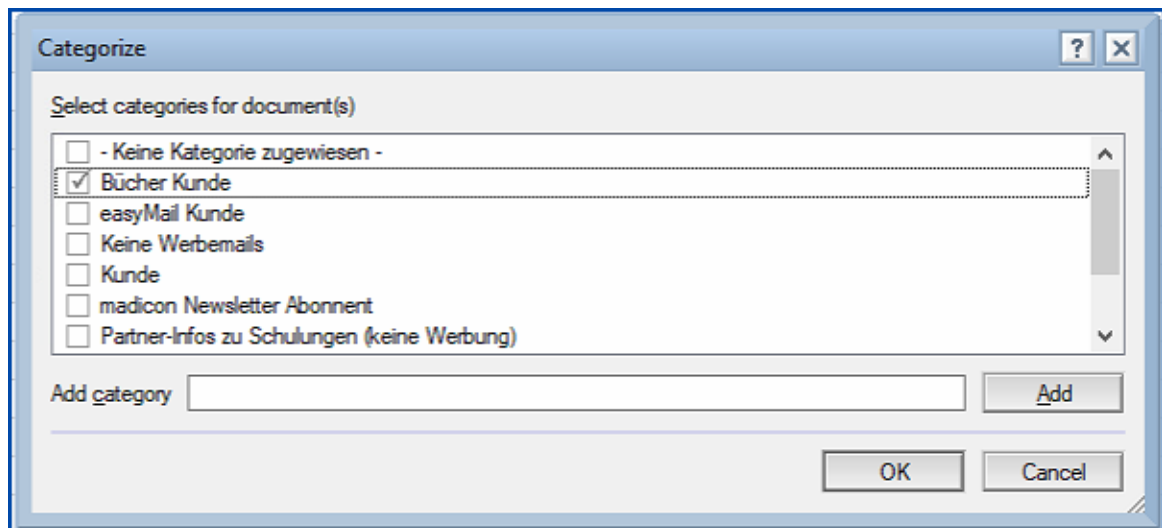 Categorize
Select categories for document(s)
- Keine Kategorie zugewiesen -
Bücher Kunde
easyMail Kunde
Keine Werbemails
Kunde
madicon Newsletter Abonnent
Partner-Infos zu Schulungen (keine Werbung)
Add category
Add
OK
Cancel